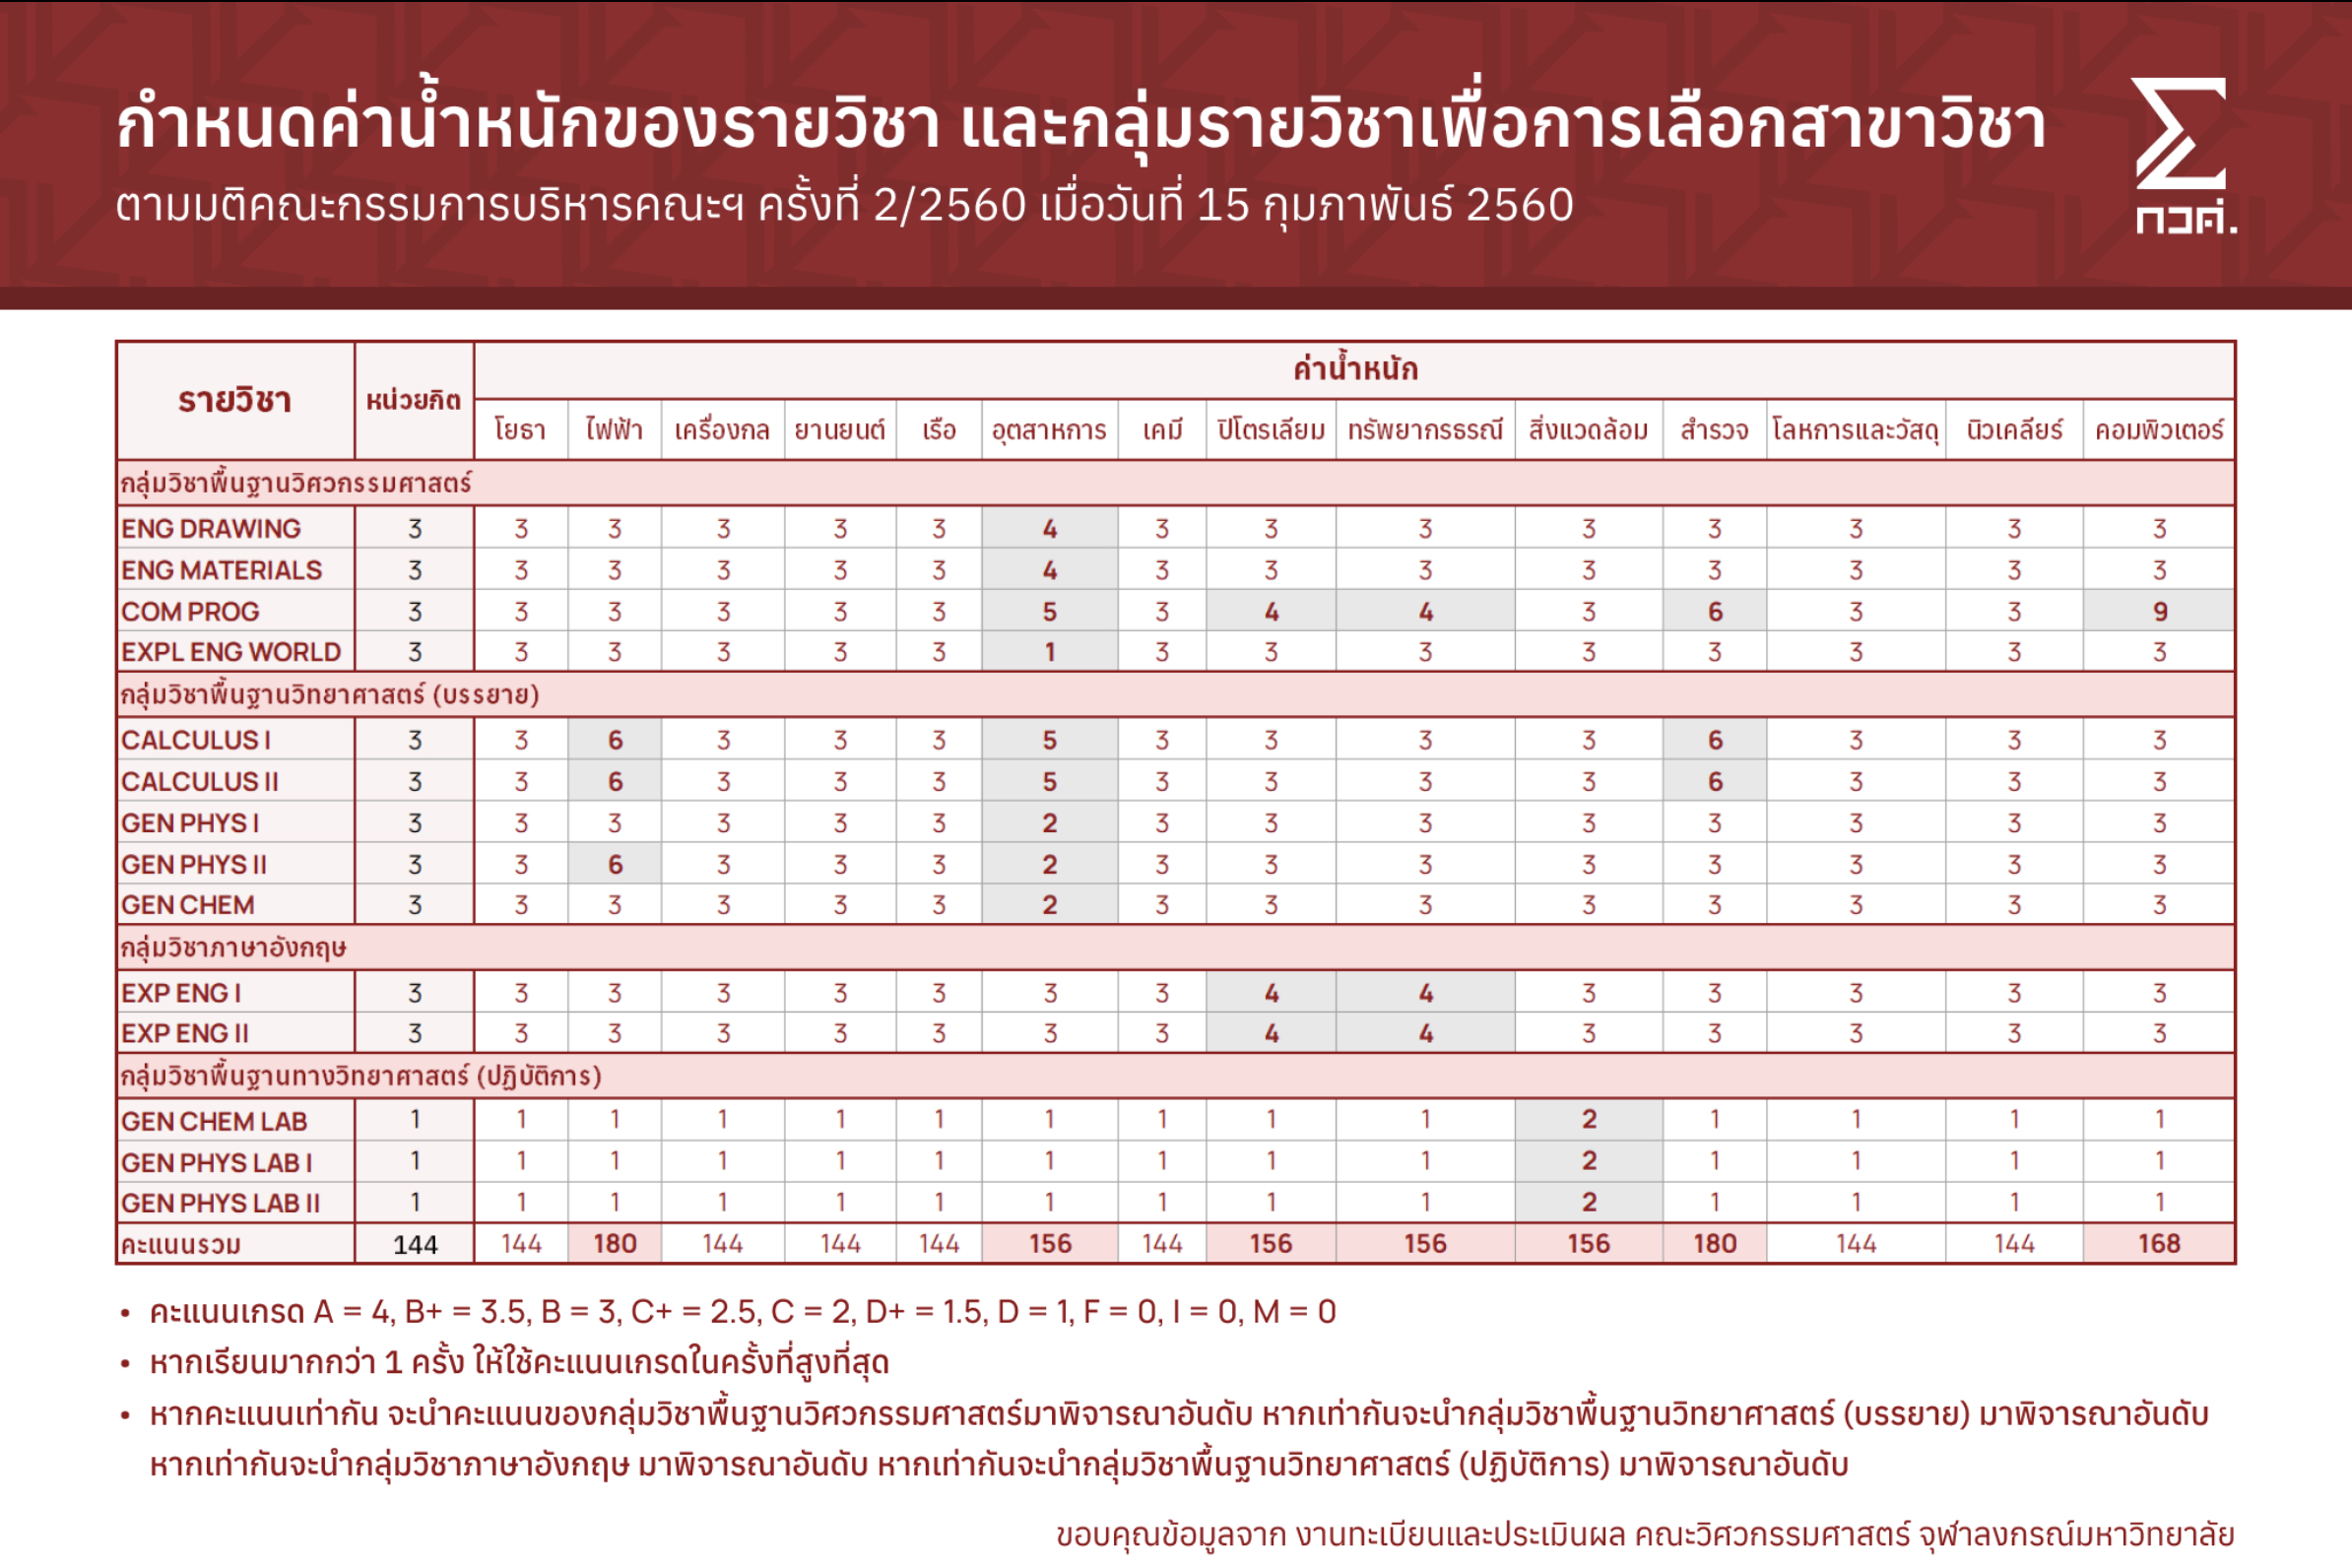 กำหนดค่าน้ำหนักของรายวิชา และกลุ่มรายวิชาเพื่อการเลือกสาขาวิชา
ตามมติคณะกรรมการบริหารคณะฯ ครั้งที่ 2/2560 เมื่อวันที่ 15 กุมภาพันธ์ 2560
กวศ.
รายวิชา หน่วยกิต ค่าน้ำหนัก
โยธา ไฟฟ้า เครื่องกล ยานยนต์ เรือ อุตสาหการ เคมี ปิโตรเลียม ทรัพยากรธรณี สิ่งแวดล้อม สำรวจ โลหการและวัสดุ นิวเคลียร์ คอมพิวเตอร์
กลุ่มวิชาพื้นฐานวิศวกรรมศาสตร์
ENG DRAWING 3 3 3 3 3 3 4 3 3 3 3 3 3 3 3
ENG MATERIALS 3 3 3 3 3 3 4 3 3 3 3 3 3 3 3
COM PROG 3 3 3 3 3 3 5 3 4 4 3 6 3 3 9
EXPL ENG WORLD 3 3 3 3 3 3 1 3 3 3 3 3 3 3 3
กลุ่มวิชาพื้นฐานวิทยาศาสตร์ (บรรยาย)
CALCULUS I 3 3 6 3 3 3 5 3 3 3 3 6 3 3 3
CALCULUS II 3 3 6 3 3 3 5 3 3 3 3 6 3 3 3
GEN PHYS I 3 3 3 3 3 3 2 3 3 3 3 3 3 3 3
GEN PHYS II 3 3 6 3 3 3 2 3 3 3 3 3 3 3 3
GEN CHEM 3 3 3 3 3 3 2 3 3 3 3 3 3 3 3
กลุ่มวิชาภาษาอังกฤษ
EXP ENG I 3 3 3 3 3 3 3 3 4 4 3 3 3 3 3
EXP ENG II 3 3 3 3 3 3 3 3 4 4 3 3 3 3 3
กลุ่มวิชาพื้นฐานทางวิทยาศาสตร์ (ปฏิบัติการ)
GEN CHEM LAB 1 1 1 1 1 1 1 1 1 1 2 1 1 1 1
GEN PHYS LAB I 1 1 1 1 1 1 1 1 1 1 2 1 1 1 1
GEN PHYS LAB II 1 1 1 1 1 1 1 1 1 1 2 1 1 1 1
คะแนนรวม 144 144 180 144 144 144 156 144 156 156 156 180 144 144 168
• คะแนนเกรด A = 4, B+ = 3.5, B = 3, C+ = 2.5, C = 2, D+ = 1.5, D = 1, F = 0, I = 0, M = 0
• หากเรียนมากกว่า 1 ครั้ง ให้ใช้คะแนนเกรดในครั้งที่สูงที่สุด
• หากคะแนนเท่ากัน จะนำคะแนนของกลุ่มวิชาพื้นฐานวิศวกรรมศาสตร์มาพิจารณาอันดับ หากเท่ากันจะนำกลุ่มวิชาพื้นฐานวิทยาศาสตร์ (บรรยาย) มาพิจารณาอันดับ
หากเท่ากันจะนำกลุ่มวิชาภาษาอังกฤษ มาพิจารณาอันดับ หากเท่ากันจะนำกลุ่มวิชาพื้นฐานวิทยาศาสตร์ (ปฏิบัติการ) มาพิจารณาอันดับ
ขอบคุณข้อมูลจาก งานทะเบียนและประเมินผล คณะวิศวกรรมศาสตร์ จุฬาลงกรณ์มหาวิทยาลัย